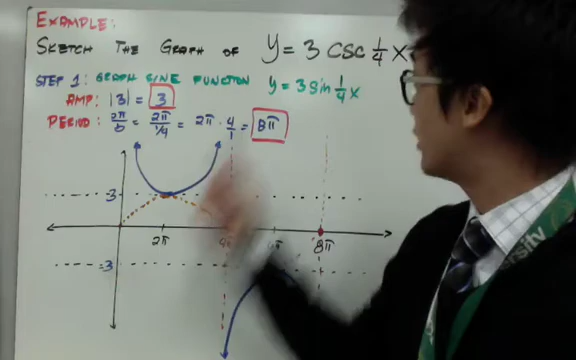 EXAMPLE:
SKETCH THE GRAPH OF y = 3 csc 1/4 x
STEP 1: GRAPH SINE FUNCTON y = 3 sin 1/4 x
AMP: |3| = 3
PERIOD: 2π/b = 2π/1/4 = 2π · 4/1 = 8π
3
2π 8π
-3